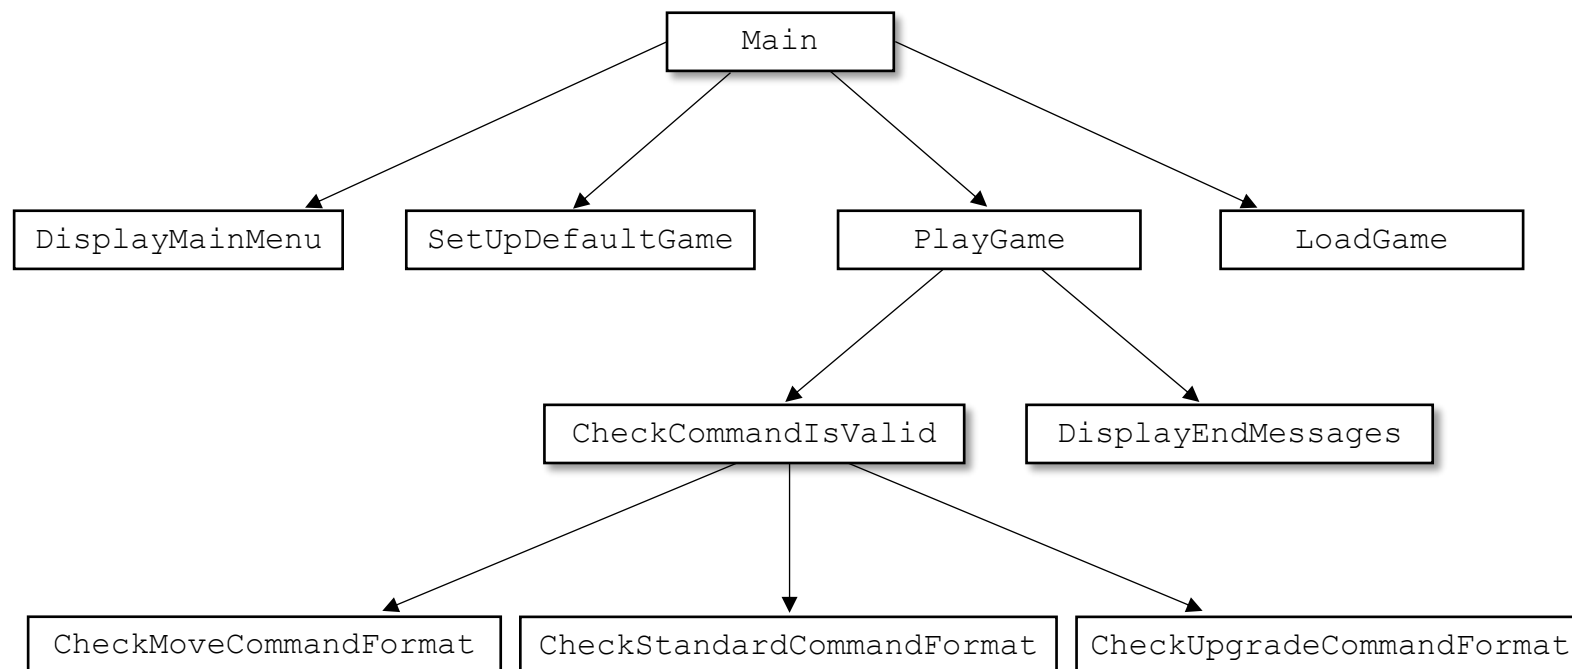 Main
DisplayMainMenu
SetUpDefaultGame
PlayGame
LoadGame
CheckCommandIsValid
DisplayEndMessages
CheckMoveCommandFormat
CheckStandardCommandFormat
CheckUpgradeCommandFormat